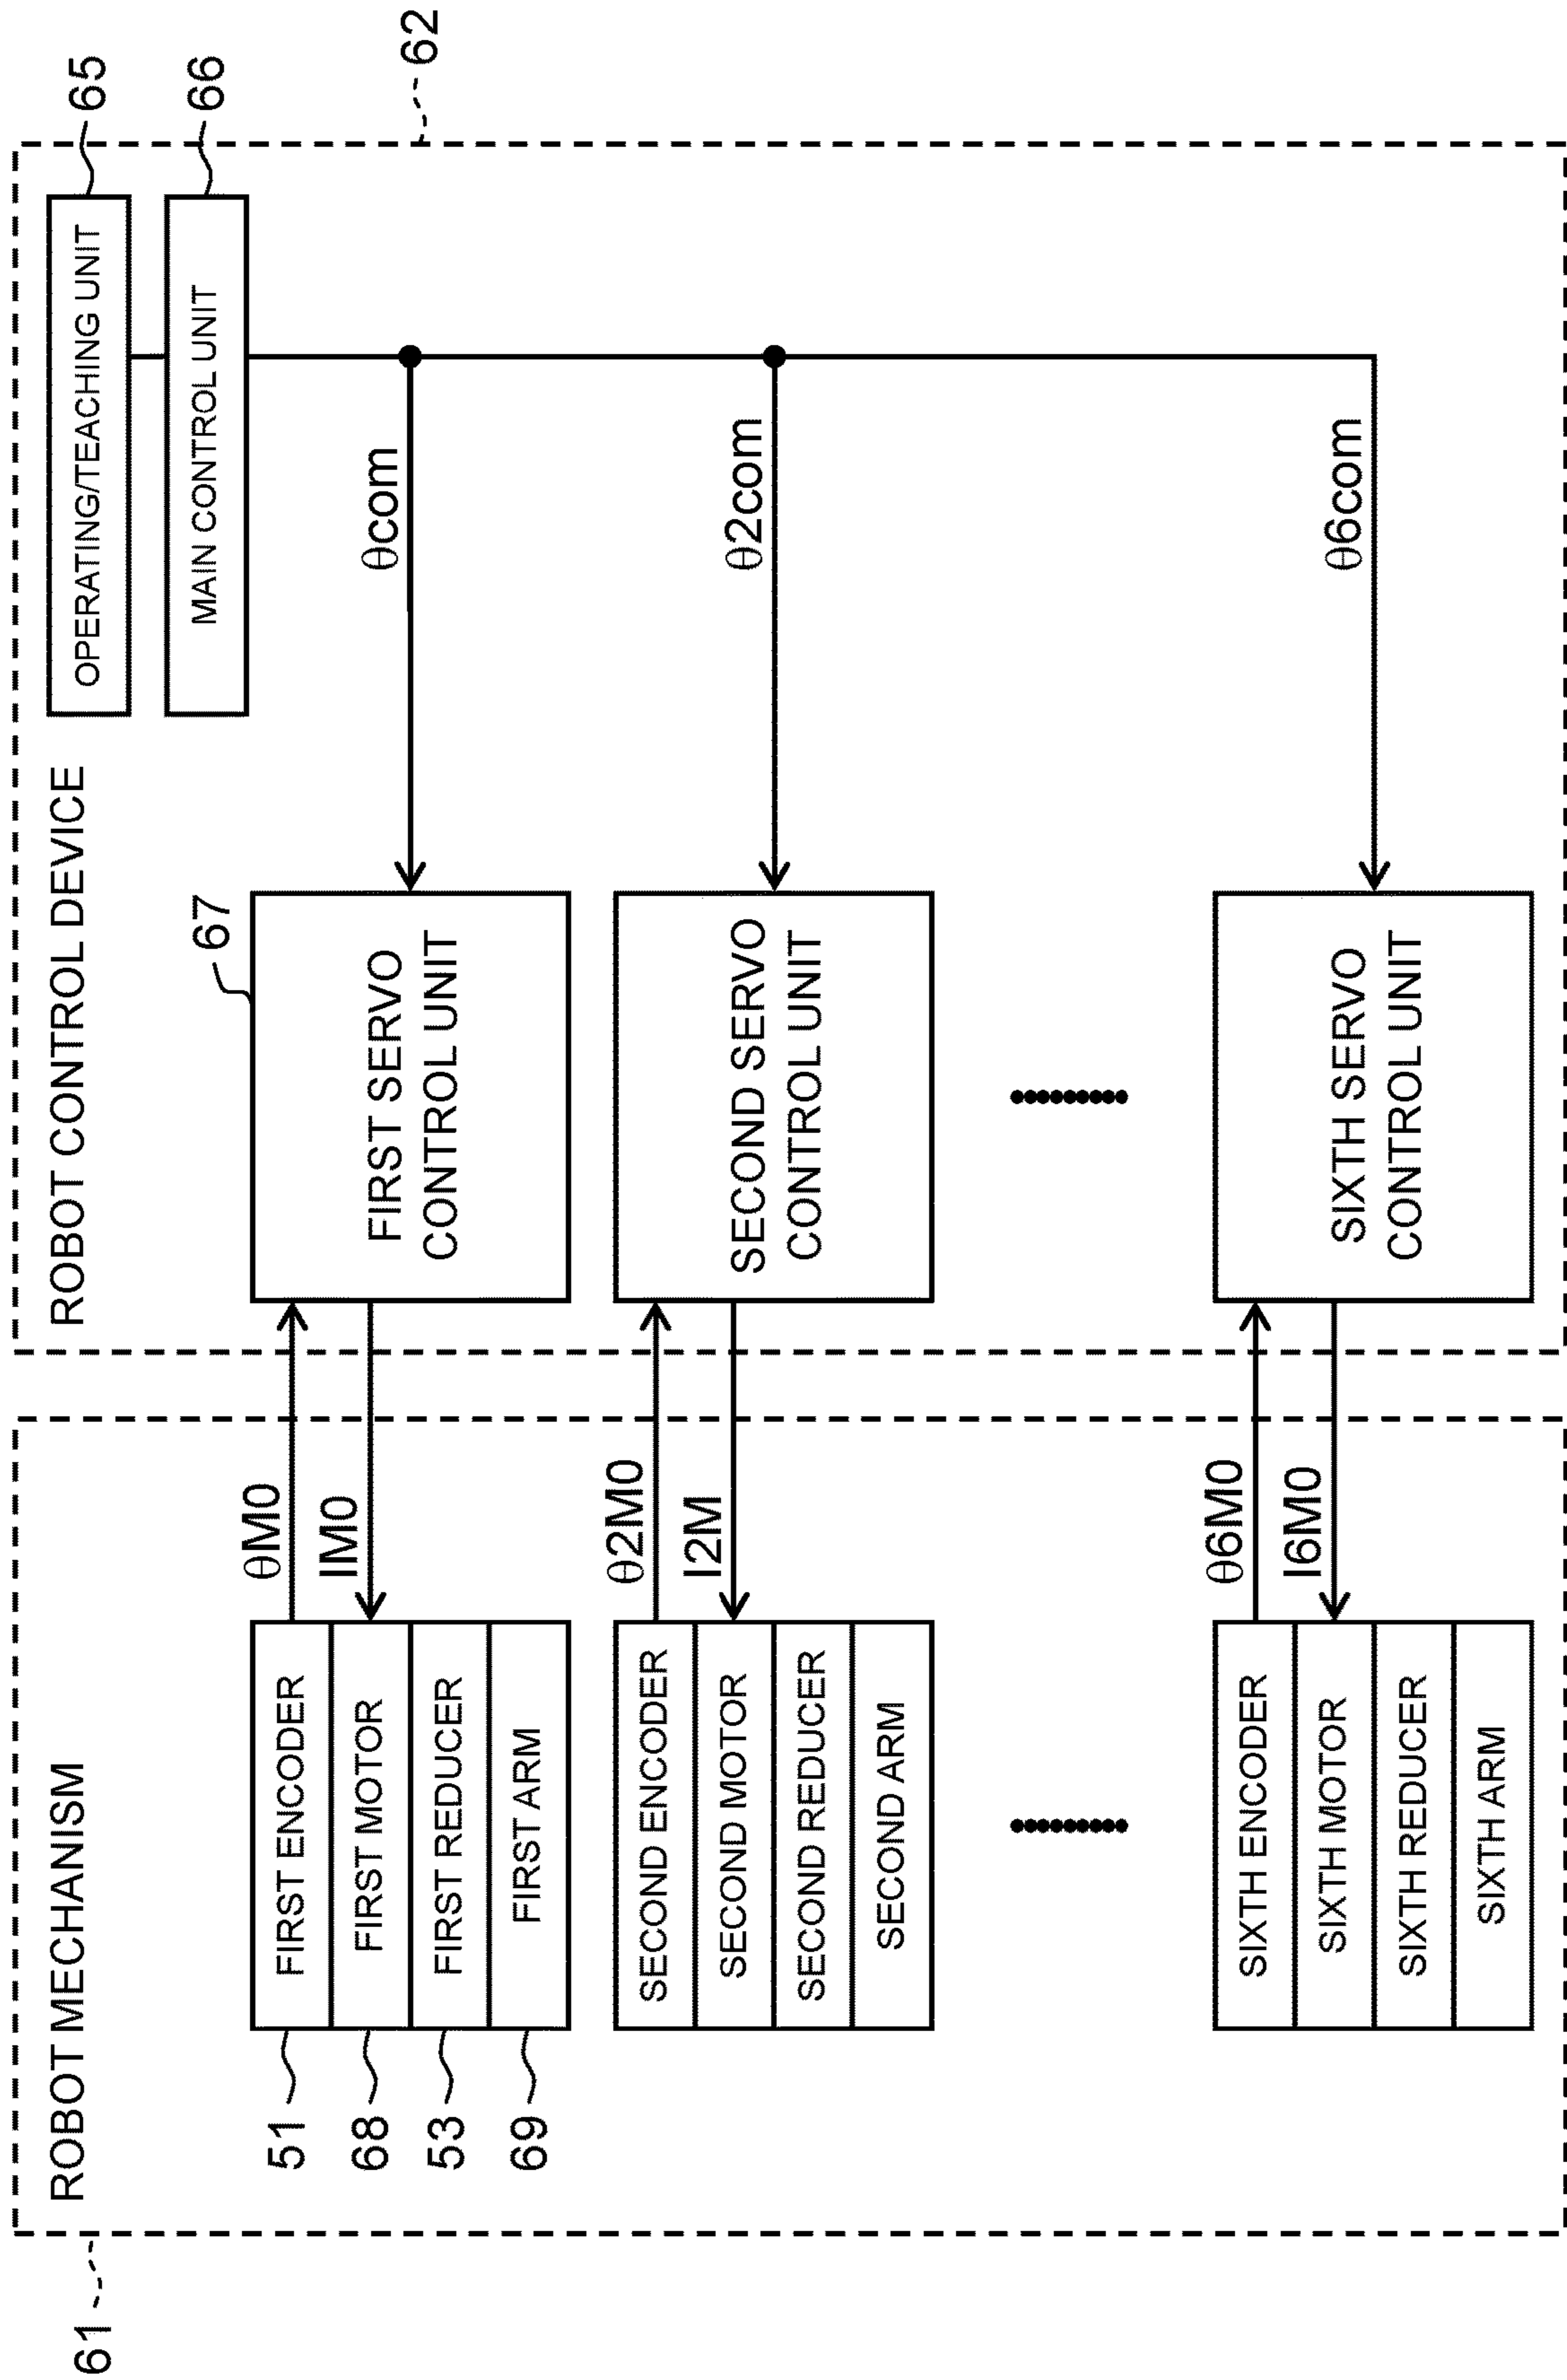 61
ROBOT MECHANISM
51
FIRST ENCODER
68
FIRST MOTOR
53
FIRST REDUCER
69
FIRST ARM
θM0
IM0
SECOND ENCODER
SECOND MOTOR
SECOND REDUCER
SECOND ARM
θ2M0
I2M
SIXTH ENCODER
SIXTH MOTOR
SIXTH REDUCER
SIXTH ARM
θ6M0
I6M0
ROBOT CONTROL DEVICE
62
OPERATING/TEACHING UNIT
65
MAIN CONTROL UNIT
66
67
FIRST SERVO
CONTROL UNIT
θcom
SECOND SERVO
CONTROL UNIT
θ2com
SIXTH SERVO
CONTROL UNIT
θ6com